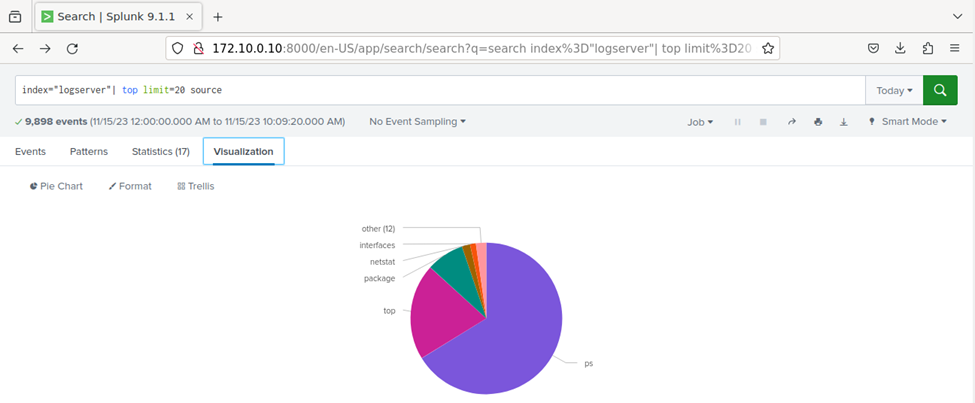 Search | Splunk 9.1.1
172.10.0.10:8000/en-US/app/search/search?q=search index%3D"logserver"| top limit%3D20
index="logserver"| top limit=20 source
Today
9,898 events (11/15/23 12:00:00.000 AM to 11/15/23 10:09:20.000 AM)
No Event Sampling
Job
Smart Mode
Events
Patterns
Statistics (17)
Visualization
Pie Chart
Format
Trellis
other (12)
interfaces
netstat
package
top
ps